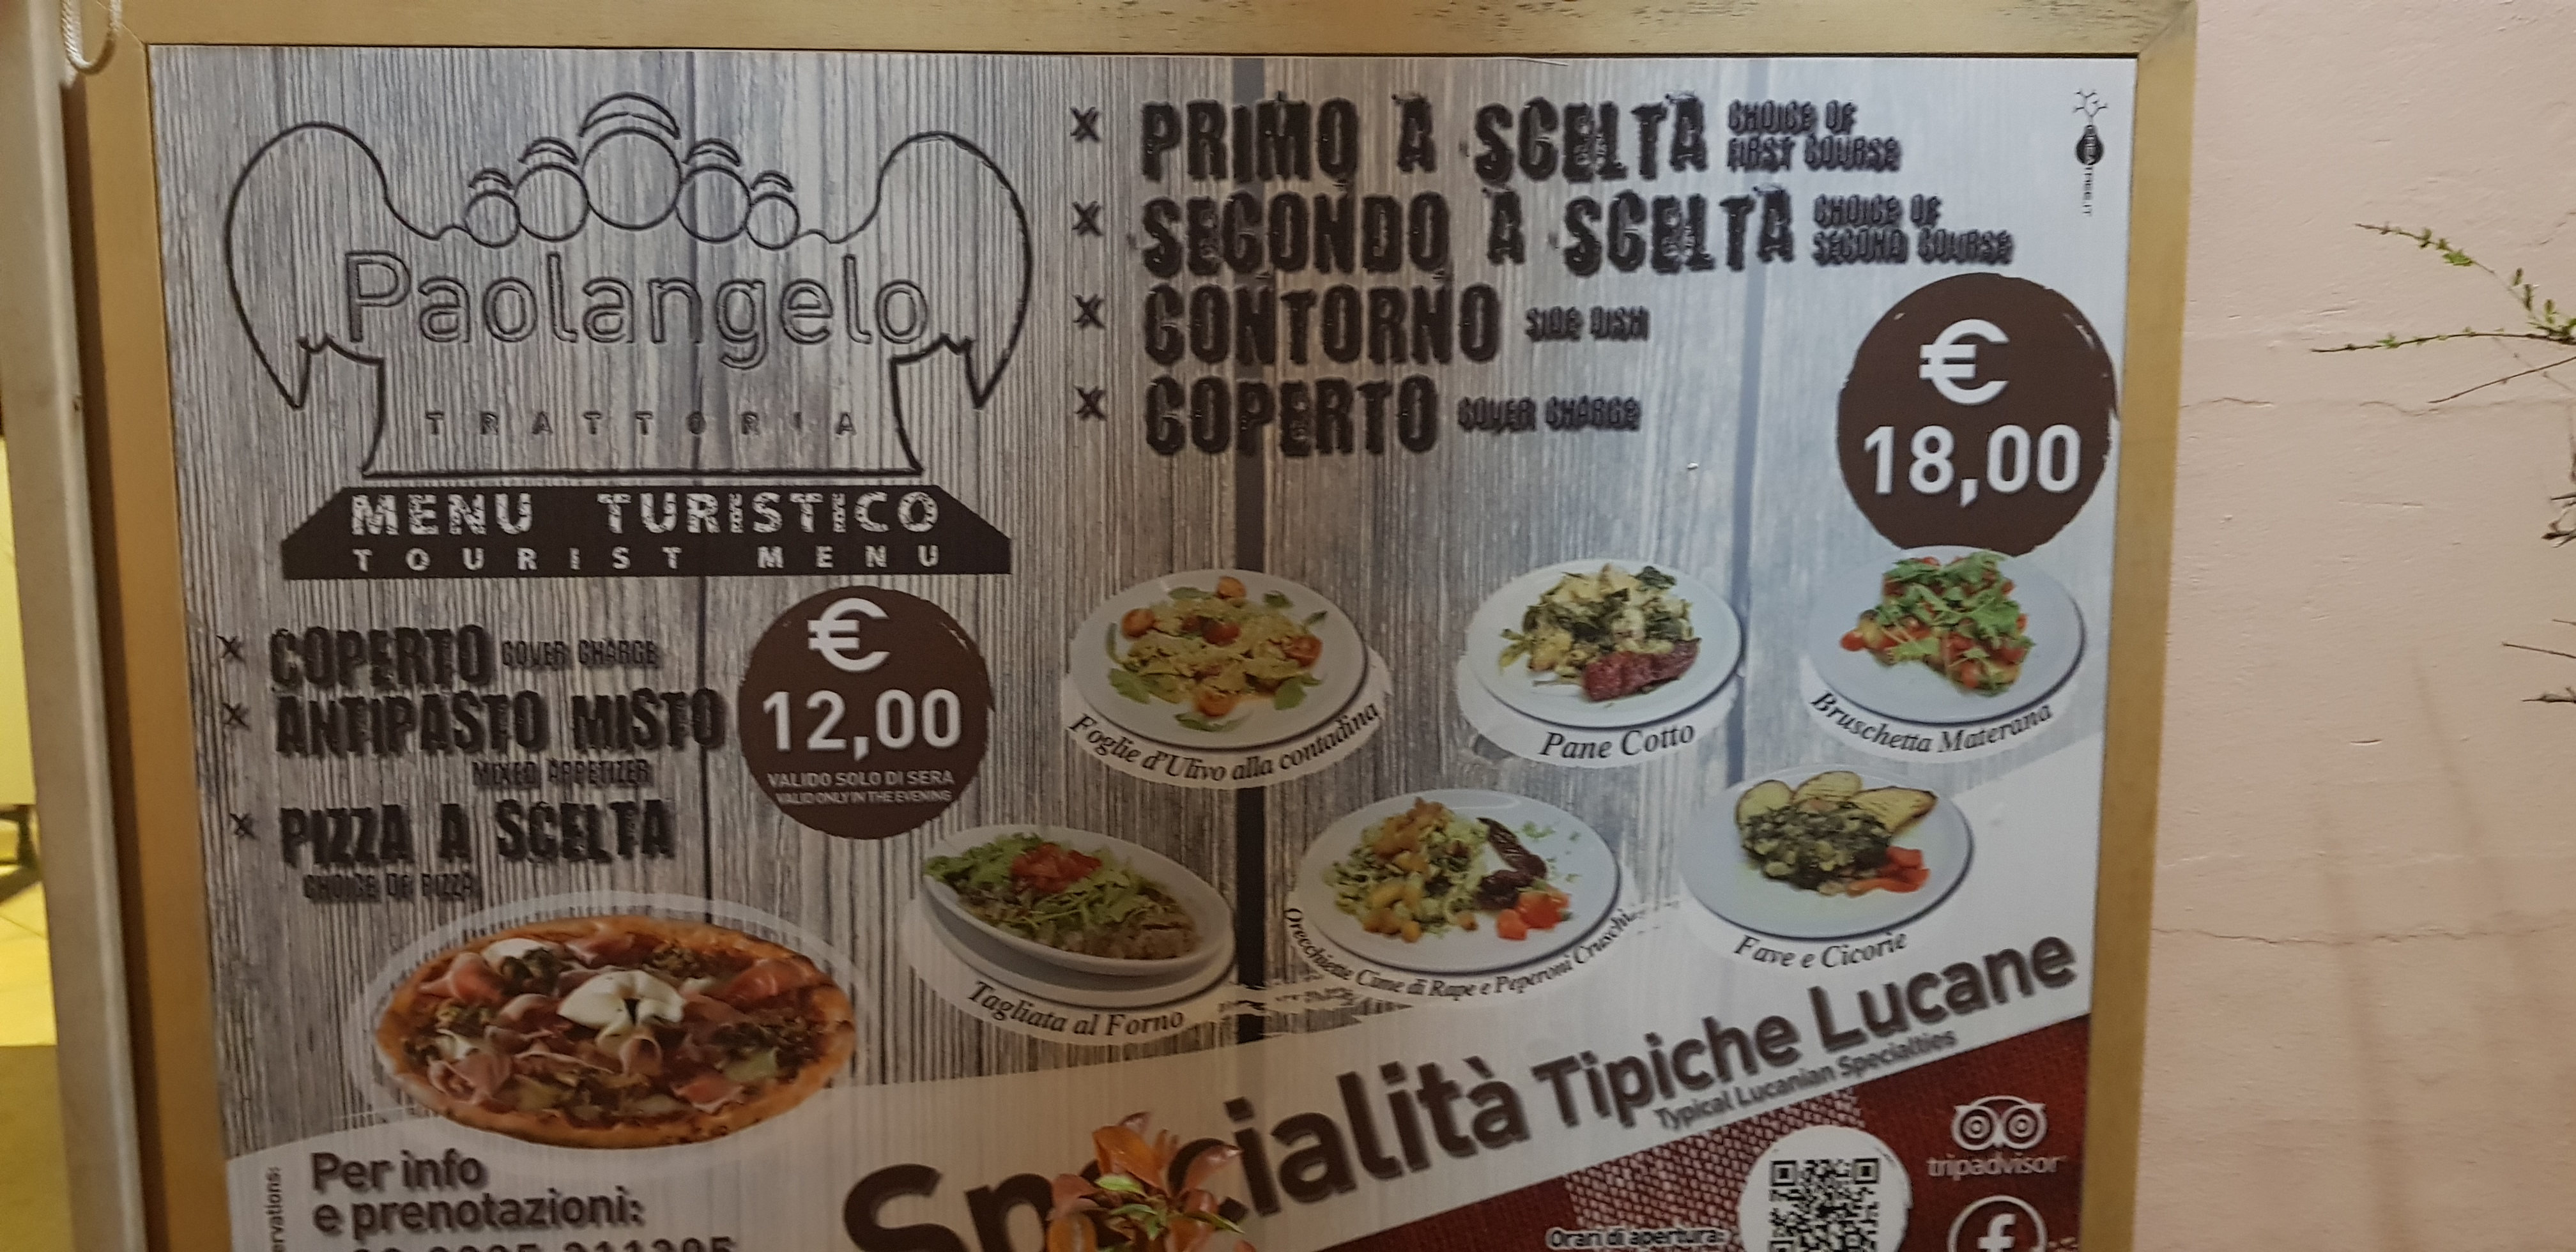 Paolangelo
TRATTORIA
MENU TURISTICO
TOURIST MENU
x COPERTO COVER CHARGE
x ANTIPASTO MISTO
MIXED APPETIZER
x PIZZA A SCELTA
CHOICE OF PIZZA
€
12,00
VALIDO SOLO DI SERA
VALID ONLY IN THE EVENING
x PRIMO A SCELTA CHOICE OF
FIRST COURSE
x SECONDO A SCELTA CHOICE OF
SECOND COURSE
x CONTORNO SIDE DISH
x COPERTO COVER CHARGE
€
18,00
Foglie d'Ulivo alla contadina
Pane Cotto
Bruschetta Materana
Tagliata al Forno
Orecchiette Cime di Rape e Peperoni Cruschi
Fave e Cicorie
Specialità Tipiche Lucane
Typical Lucanian Specialties
Per info
e prenotazioni:
tripadvisor
Orari di apertura: